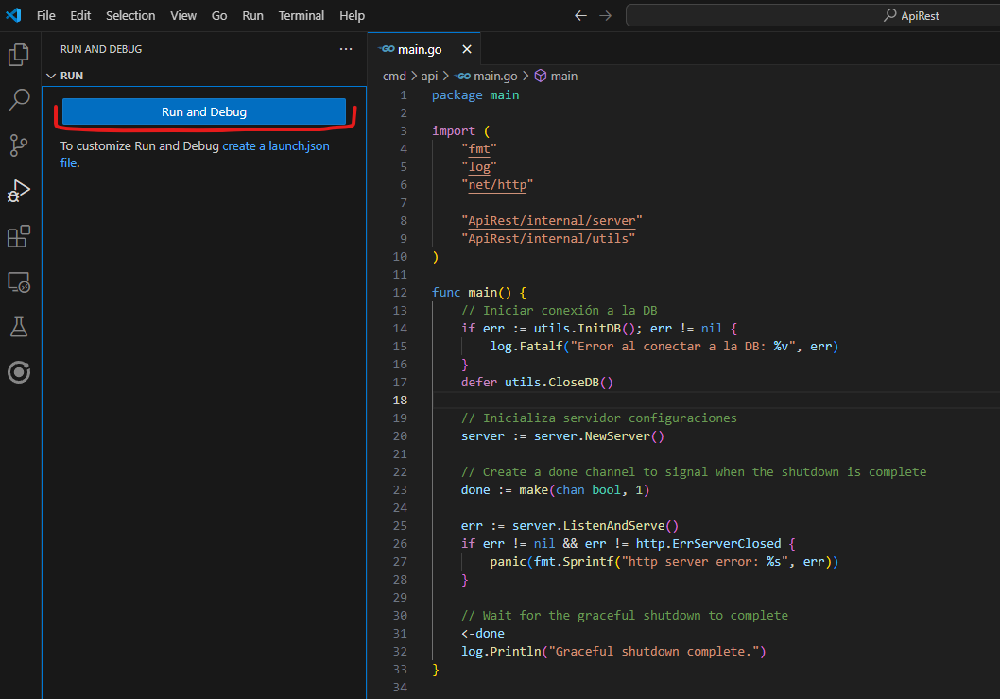 File Edit Selection View Go Run Terminal Help
ApiRest
RUN AND DEBUG
RUN
Run and Debug
To customize Run and Debug create a launch.json
file.
GO main.go
cmd > api > GO main.go > main
1 package main
2
3 import (
4     "fmt"
5     "log"
6     "net/http"
7
8     "ApiRest/internal/server"
9     "ApiRest/internal/utils"
10 )
11
12 func main() {
13     // Iniciar conexión a la DB
14     if err := utils.InitDB(); err != nil {
15         log.Fatalf("Error al conectar a la DB: %v", err)
16     }
17     defer utils.CloseDB()
18
19     // Inicializa servidor configuraciones
20     server := server.NewServer()
21
22     // Create a done channel to signal when the shutdown is complete
23     done := make(chan bool, 1)
24
25     err := server.ListenAndServe()
26     if err != nil && err != http.ErrServerClosed {
27         panic(fmt.Sprintf("http server error: %s", err))
28     }
29
30     // Wait for the graceful shutdown to complete
31     <-done
32     log.Println("Graceful shutdown complete.")
33 }
34